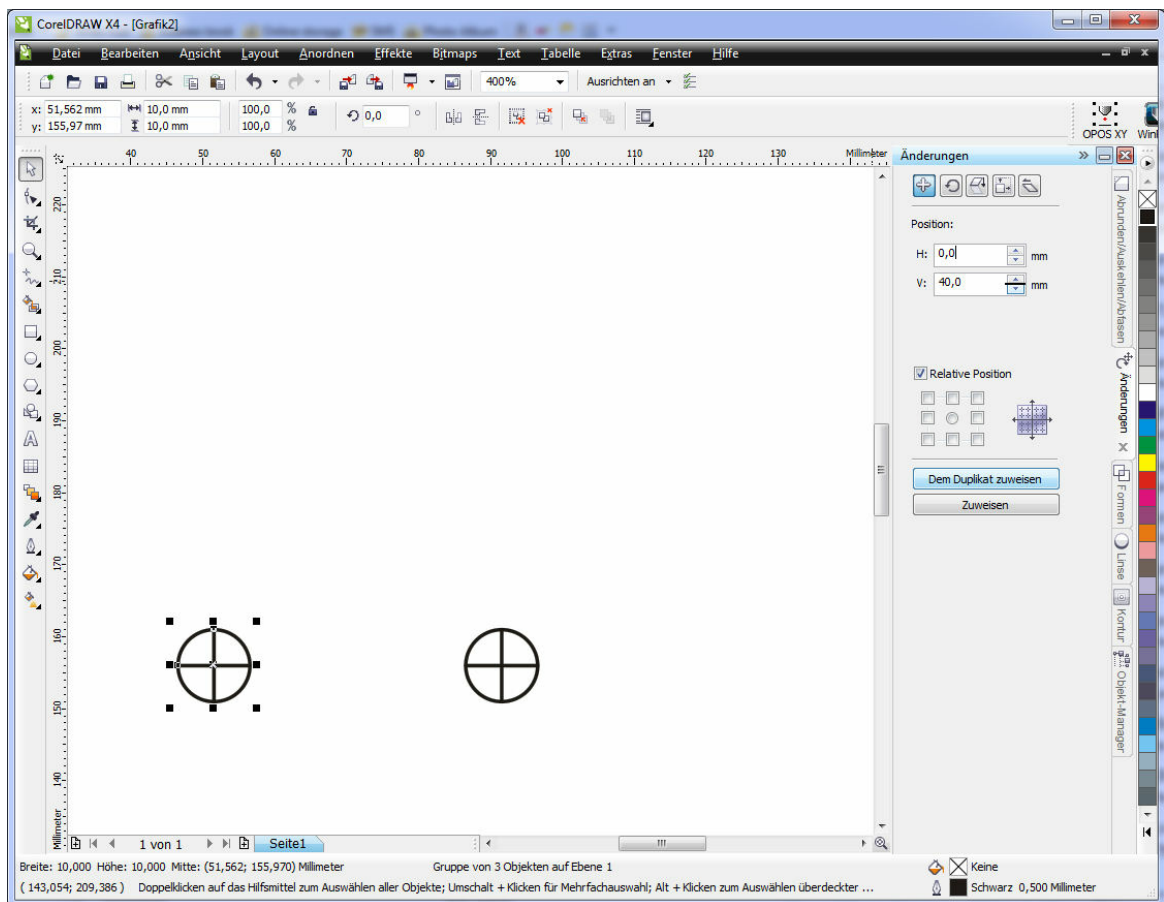 CorelDRAW X4 - [Grafik2]
Datei Bearbeiten Ansicht Layout Anordnen Effekte Bitmaps Text Tabelle Extras Fenster Hilfe
400% Ausrichten an
x: 51,562 mm 10,0 mm 100,0 % 0,0 °
y: 155,97 mm 10,0 mm 100,0 %
OPOS XY Winl
40 50 60 70 80 90 100 110 120 130 Millimeter
220
210
200
190
180
170
160
150
140
Millimeter
Änderungen
Position:
H: 0,0 mm
V: 40,0 mm
Relative Position
Dem Duplikat zuweisen
Zuweisen
Abrunden/Auskehlen/Abfasen
Änderungen
Formen
Linse
Kontur
Objekt-Manager
1 von 1 Seite1
Breite: 10,000 Höhe: 10,000 Mitte: (51,562; 155,970) Millimeter Gruppe von 3 Objekten auf Ebene 1 Keine
( 143,054; 209,386 ) Doppelklicken auf das Hilfsmittel zum Auswählen aller Objekte; Umschalt + Klicken für Mehrfachauswahl; Alt + Klicken zum Auswählen überdeckter ... Schwarz 0,500 Millimeter